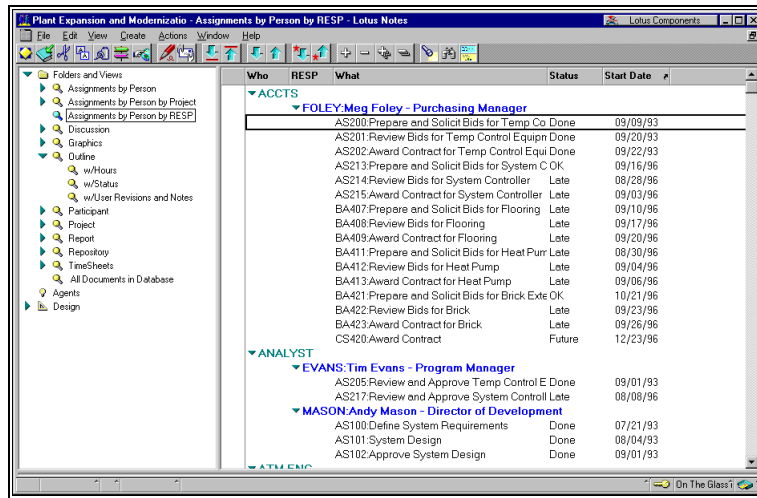 Plant Expansion and Modernizatio - Assignments by Person by RESP - Lotus Notes
Lotus Components
File Edit View Create Actions Window Help
Folders and Views
Assignments by Person
Assignments by Person by Project
Assignments by Person by RESP
Discussion
Graphics
Outline
w/Hours
w/Status
w/User Revisions and Notes
Participant
Project
Report
Repository
TimeSheets
All Documents in Database
Agents
Design
Who RESP What Status Start Date
ACCTS
FOLEY:Meg Foley - Purchasing Manager
AS200:Prepare and Solicit Bids for Temp Co Done 09/09/93
AS201:Review Bids for Temp Control Equipn Done 09/20/93
AS202:Award Contract for Temp Control Equi Done 09/22/93
AS213:Prepare and Solicit Bids for System C OK 09/16/96
AS214:Review Bids for System Controller Late 08/28/96
AS215:Award Contract for System Controller Late 09/03/96
BA407:Prepare and Solicit Bids for Flooring Late 09/10/96
BA408:Review Bids for Flooring Late 09/17/96
BA409:Award Contract for Flooring Late 09/20/96
BA411:Prepare and Solicit Bids for Heat Pum Late 08/30/96
BA412:Review Bids for Heat Pump Late 09/04/96
BA413:Award Contract for Heat Pump Late 09/06/96
BA421:Prepare and Solicit Bids for Brick Exte OK 10/21/96
BA422:Review Bids for Brick Late 09/23/96
BA423:Award Contract for Brick Late 09/26/96
CS420:Award Contract Future 12/23/96
ANALYST
EVANS:Tim Evans - Program Manager
AS205:Review and Approve Temp Control E Done 09/01/93
AS217:Review and Approve System Controll Late 08/08/96
MASON:Andy Mason - Director of Development
AS100:Define System Requirements Done 07/21/93
AS101:System Design Done 08/04/93
AS102:Approve System Design Done 09/01/93
ATM ENG
On The Glass